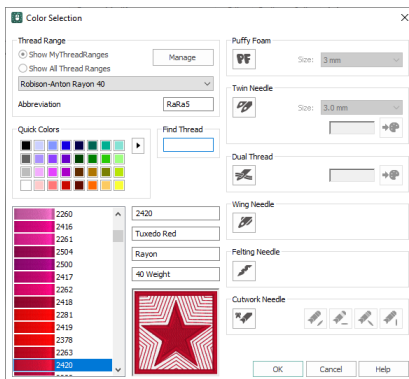 Color Selection
Thread Range
Show MyThreadRanges
Manage
Show All Thread Ranges
Robison-Anton Rayon 40
Abbreviation
RaRa5
Quick Colors
Find Thread
2260
2416
2261
2504
2500
2417
2262
2418
2281
2419
2378
2263
2420
2420
Tuxedo Red
Rayon
40 Weight
Puffy Foam
PF
Size:
3 mm
Twin Needle
Size:
3.0 mm
Dual Thread
Wing Needle
Felting Needle
Cutwork Needle
OK
Cancel
Help